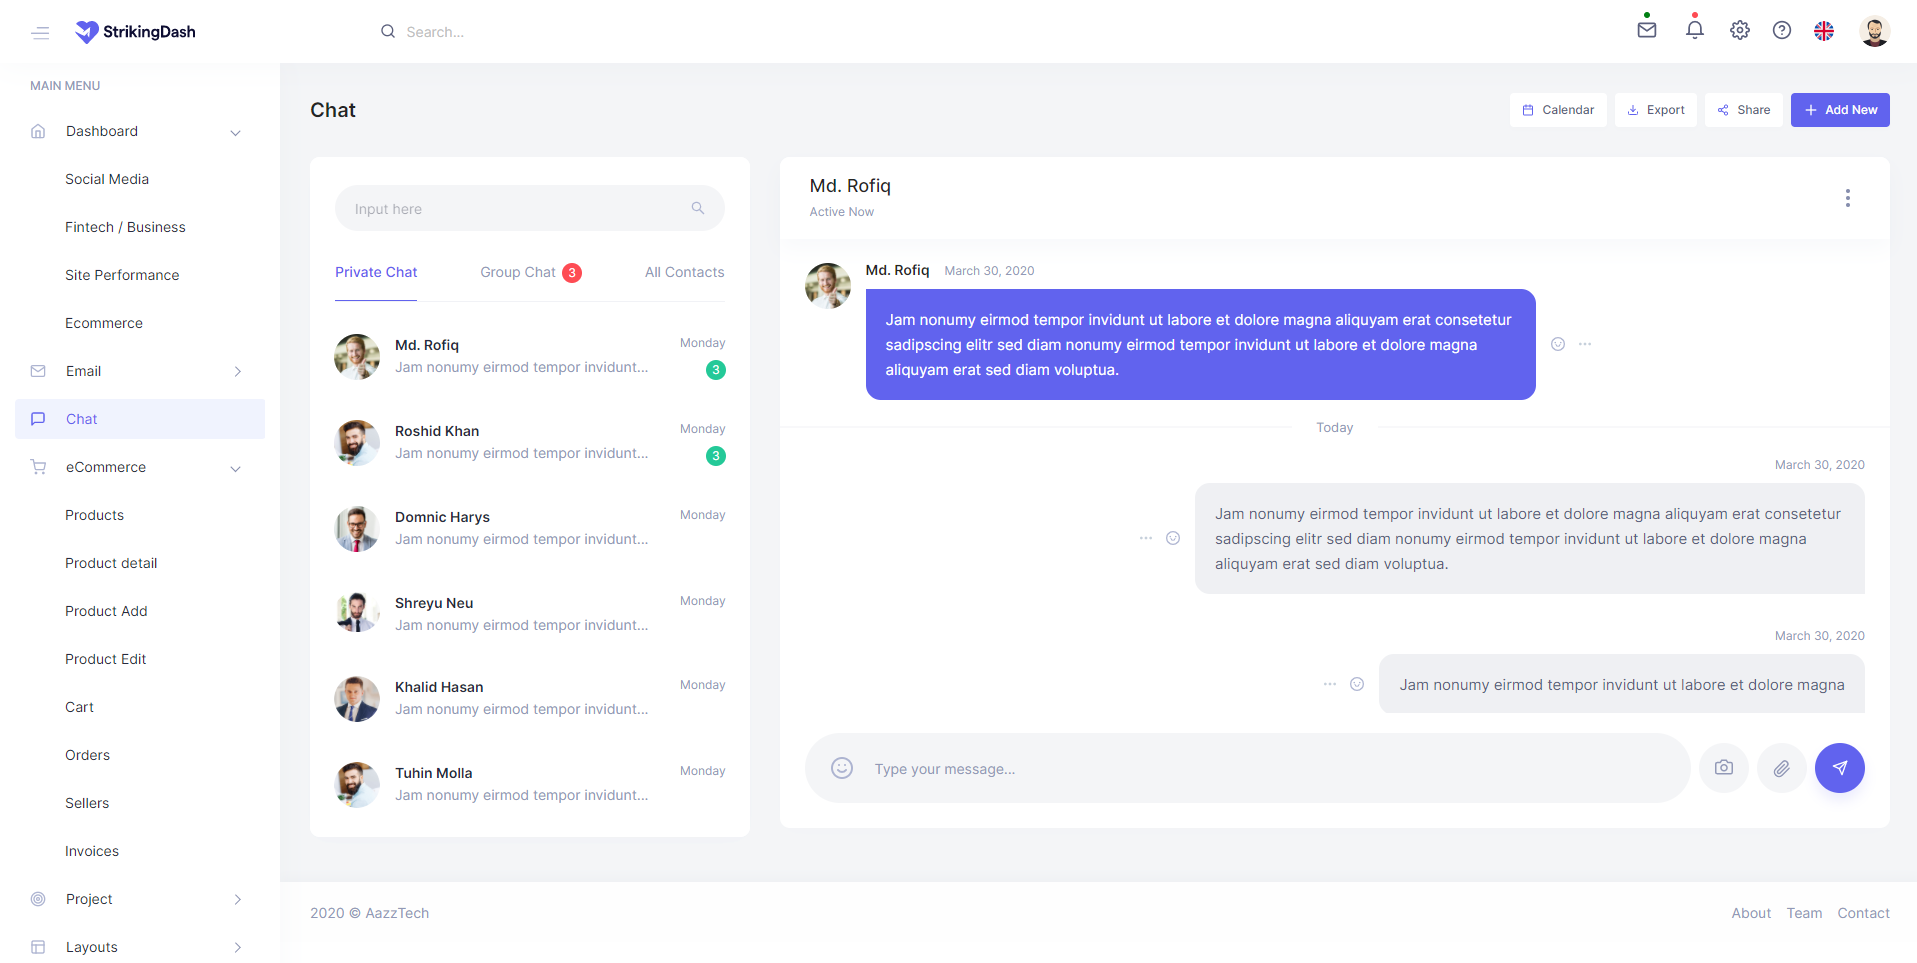 StrikingDash
Search...
MAIN MENU
Dashboard
Social Media
Fintech / Business
Site Performance
Ecommerce
Email
Chat
eCommerce
Products
Product detail
Product Add
Product Edit
Cart
Orders
Sellers
Invoices
Project
Layouts
Chat
Calendar
Export
Share
Add New
Input here
Private Chat
Group Chat 3
All Contacts
Md. Rofiq
Monday
Jam nonumy eirmod tempor invidunt...
3
Roshid Khan
Monday
Jam nonumy eirmod tempor invidunt...
3
Domnic Harys
Monday
Jam nonumy eirmod tempor invidunt...
Shreyu Neu
Monday
Jam nonumy eirmod tempor invidunt...
Khalid Hasan
Monday
Jam nonumy eirmod tempor invidunt...
Tuhin Molla
Monday
Jam nonumy eirmod tempor invidunt...
Md. Rofiq
Active Now
Md. Rofiq March 30, 2020
Jam nonumy eirmod tempor invidunt ut labore et dolore magna aliquyam erat consetetur
sadipscing elitr sed diam nonumy eirmod tempor invidunt ut labore et dolore magna
aliquyam erat sed diam voluptua.
Today
March 30, 2020
Jam nonumy eirmod tempor invidunt ut labore et dolore magna aliquyam erat consetetur
sadipscing elitr sed diam nonumy eirmod tempor invidunt ut labore et dolore magna
aliquyam erat sed diam voluptua.
March 30, 2020
Jam nonumy eirmod tempor invidunt ut labore et dolore magna
Type your message...
2020 © AazzTech
About
Team
Contact